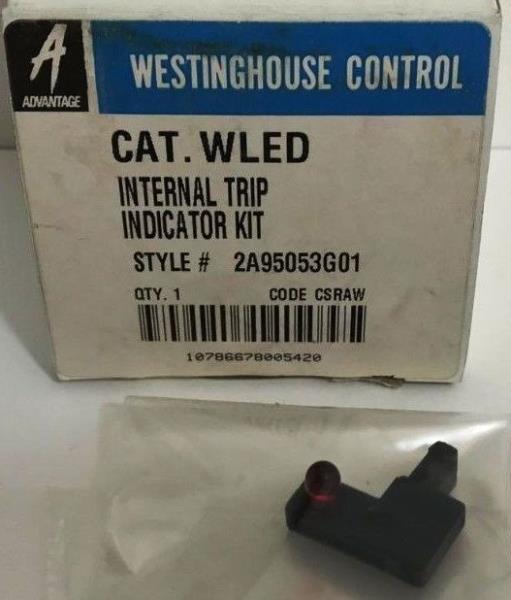 A
ADVANTAGE
WESTINGHOUSE CONTROL
CAT. WLED
INTERNAL TRIP
INDICATOR KIT
STYLE # 2A95053G01
QTY. 1 CODE CSRAW
10786678005420